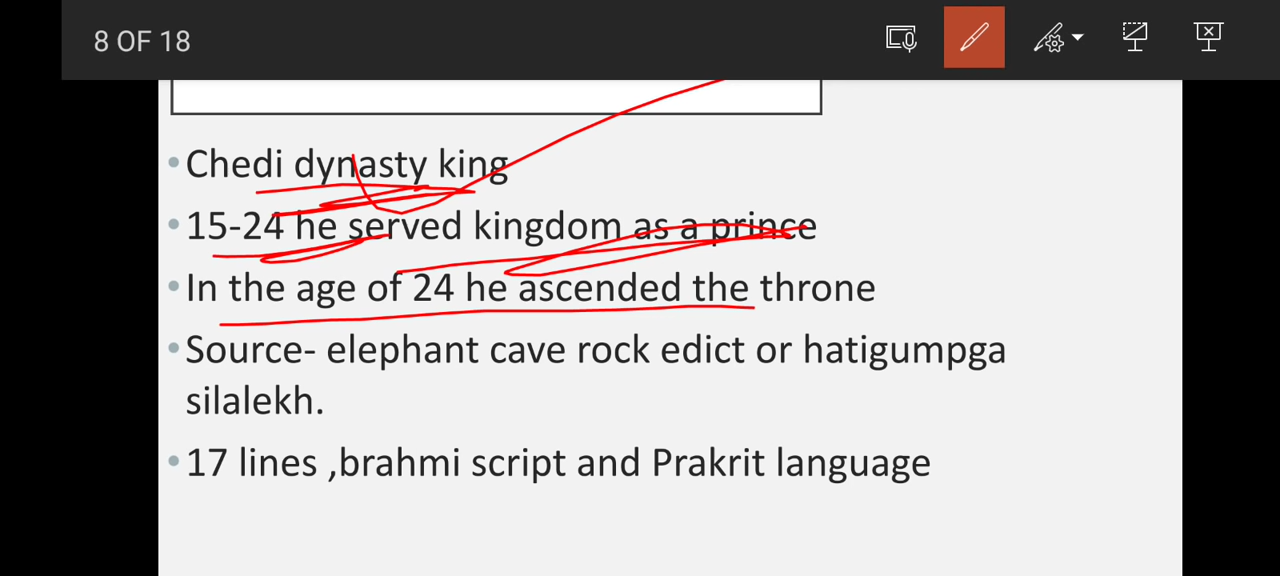 8 OF 18
•Chedi dynasty king
•15-24 he served kingdom as a prince
•In the age of 24 he ascended the throne
•Source- elephant cave rock edict or hatigumpga
silalekh.
•17 lines ,brahmi script and Prakrit language